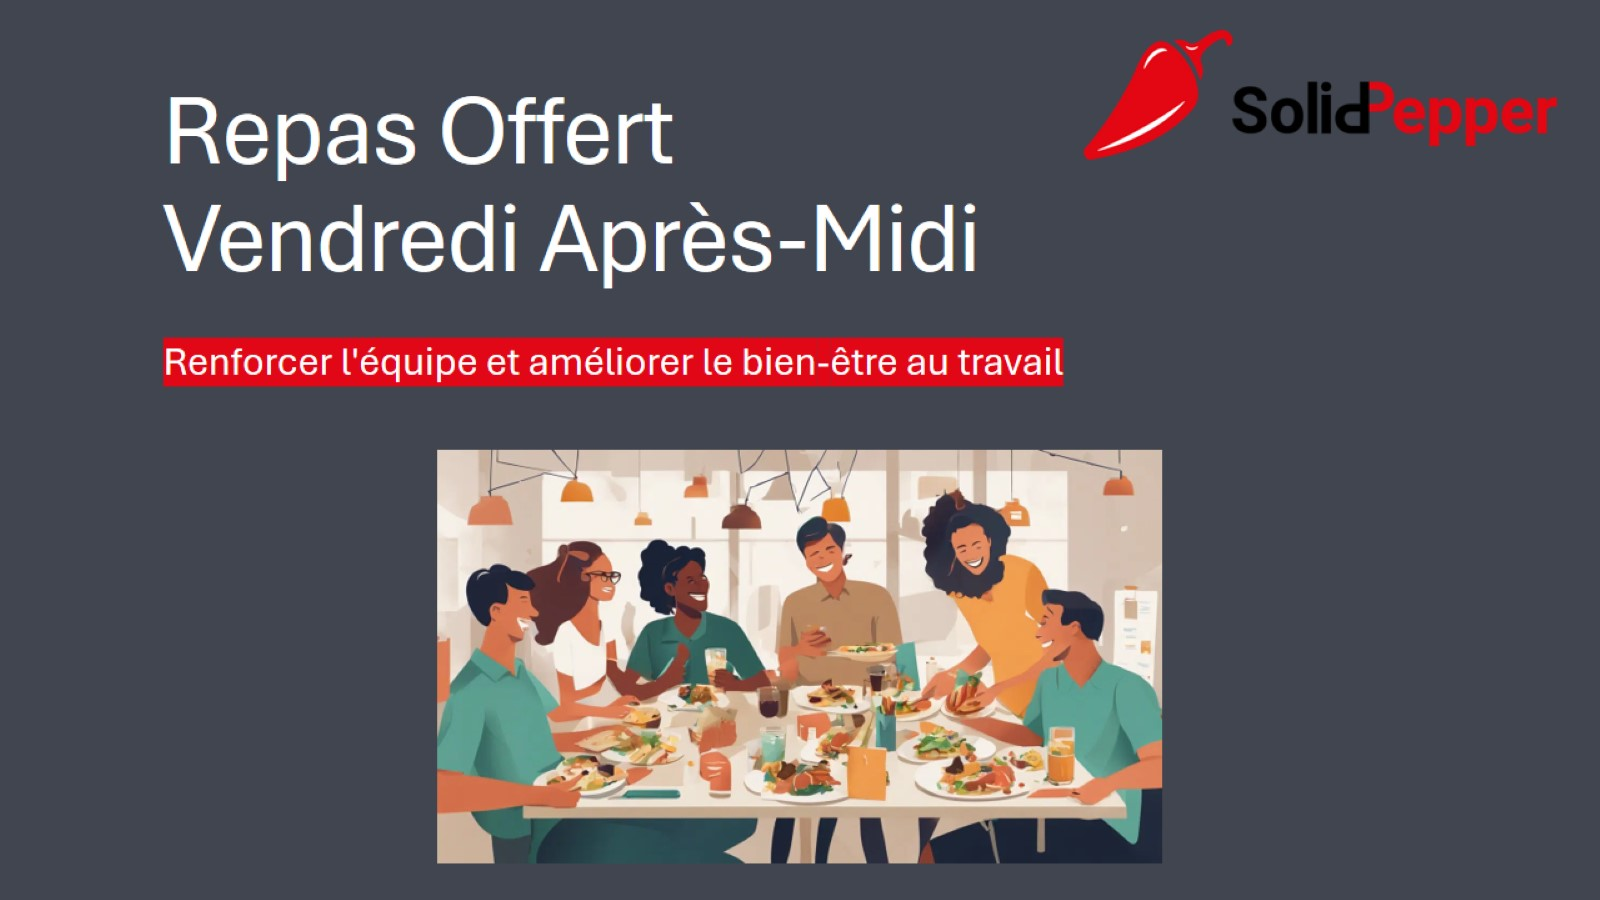 Repas Offert
Vendredi Après-Midi
SolidPepper
Renforcer l'équipe et améliorer le bien-être au travail